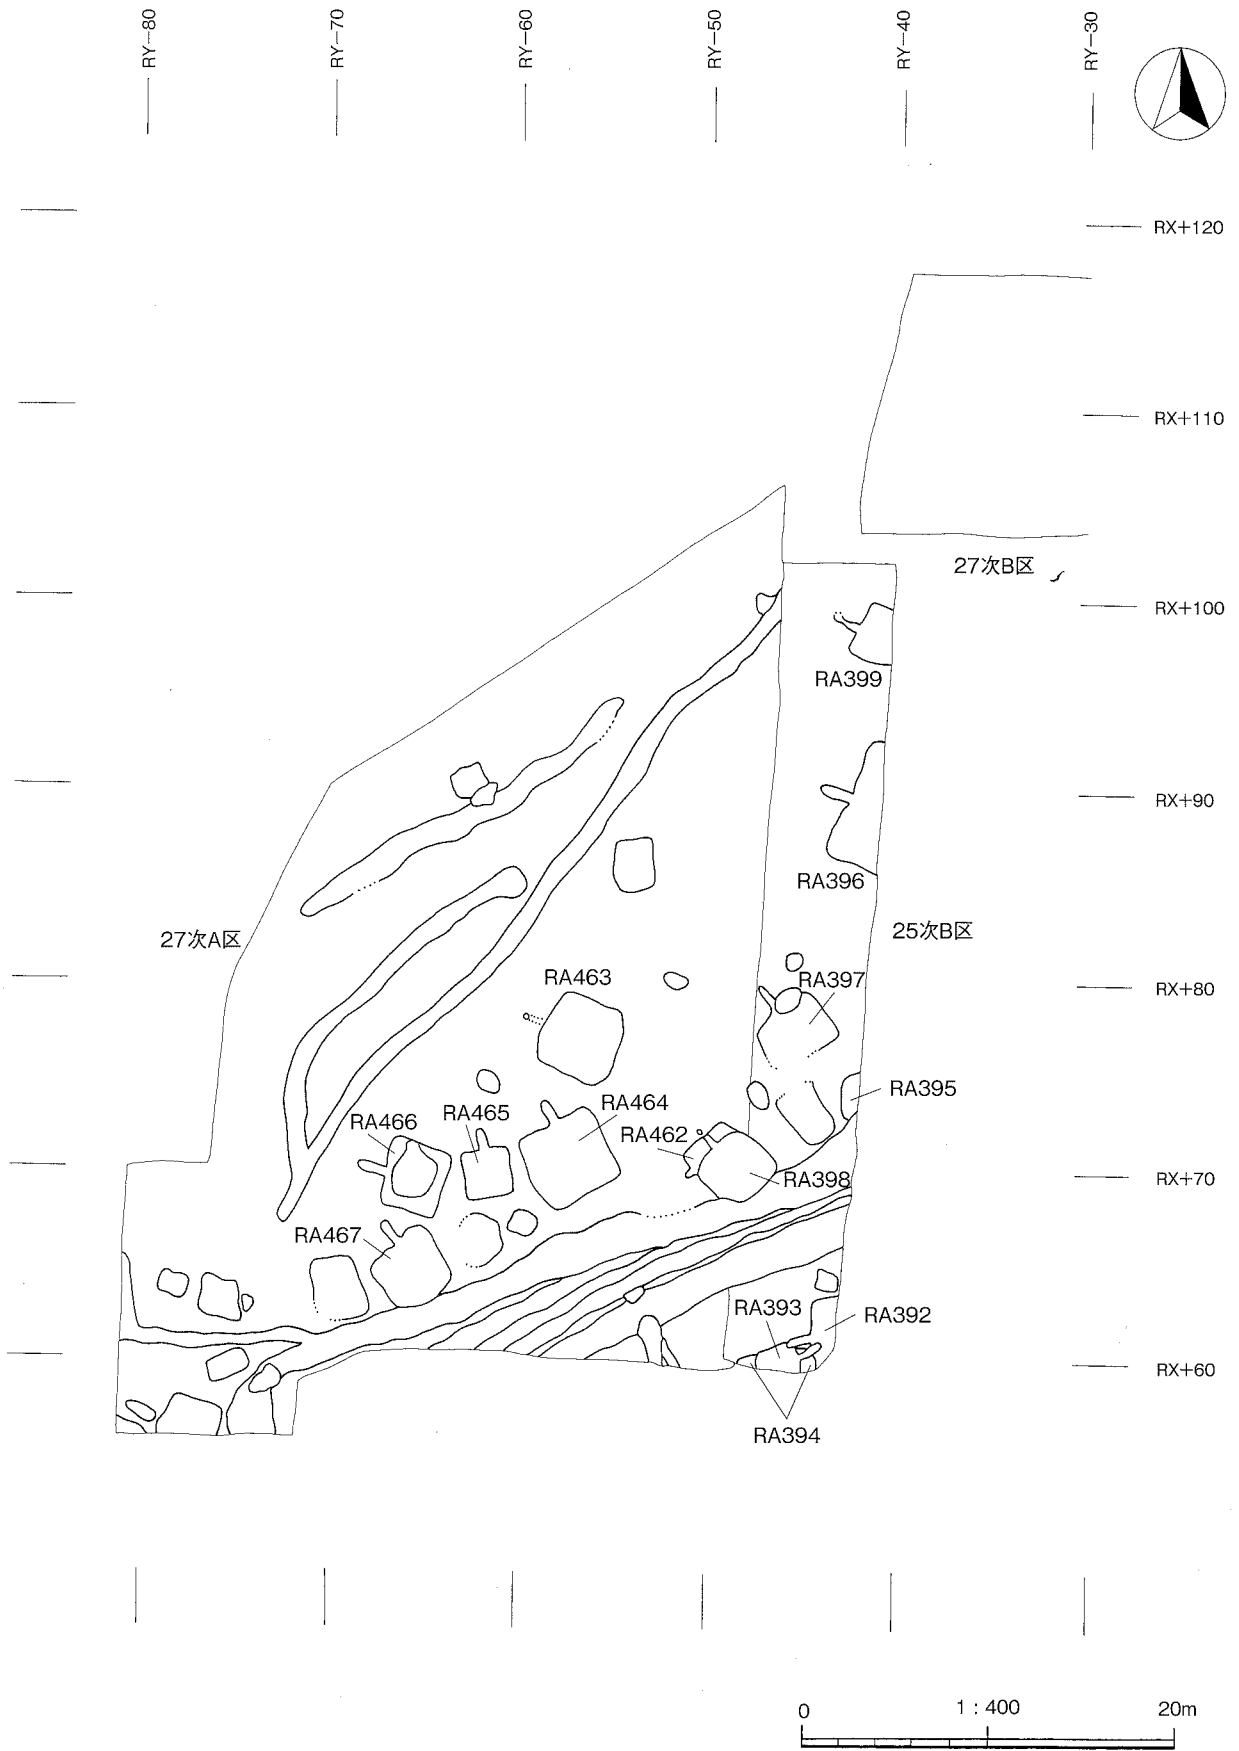 RY−80
RY−70
RY−60
RY−50
RY−40
RY−30
RX+120
RX+110
27次B区
RX+100
RA399
RX+90
RA396
25次B区
27次A区
RA463
RA397
RX+80
RA395
RA464
RA465
RA466
RA462
RA398
RX+70
RA467
RA393
RA392
RX+60
RA394
0
1 : 400
20m